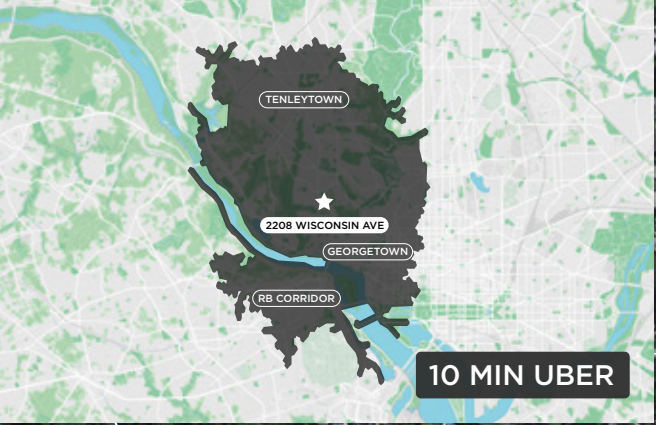 TENLEYTOWN
2208 WISCONSIN AVE
GEORGETOWN
RB CORRIDOR
10 MIN UBER